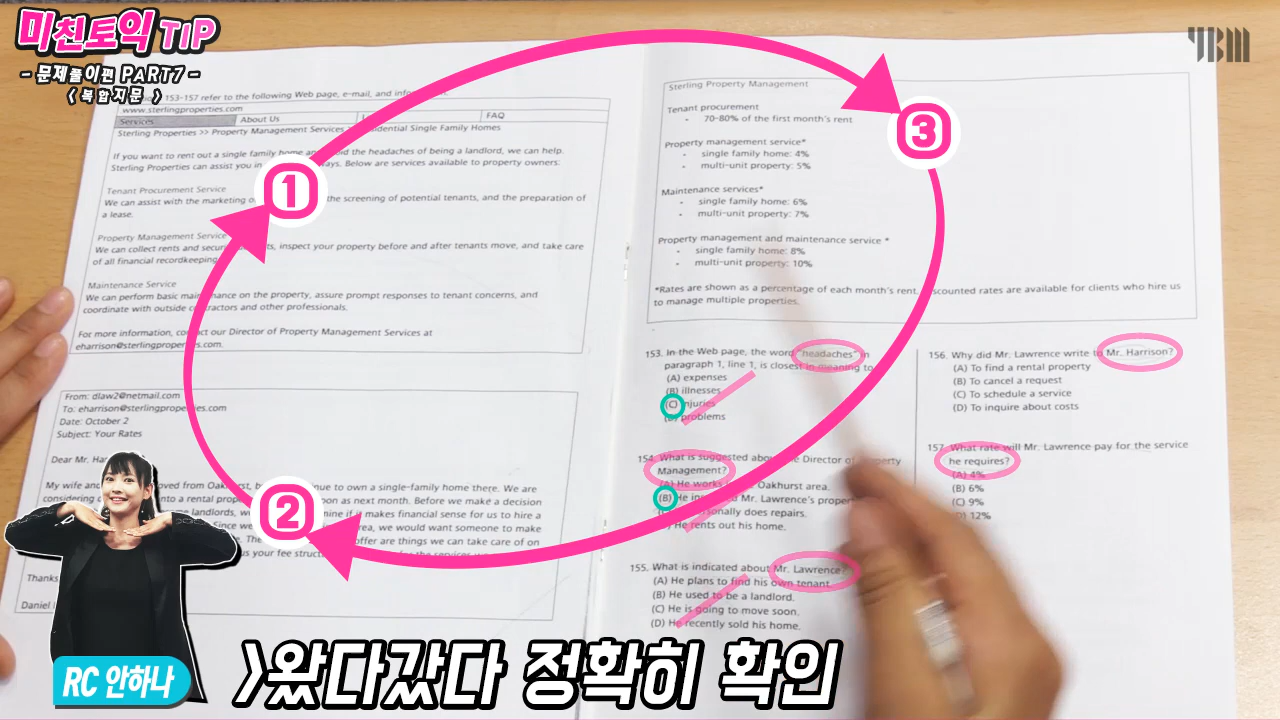 미친토익 TIP
- 문제풀이편 PART7 -
< 복합지문 >
YBM
153-157 refer to the following Web page, e-mail, and
www.sterlingproperties.com
Services About Us FAQ
Sterling Properties >> Property Management Services Single Family Homes
If you want to rent out a single family home the headaches of being a landlord, we can help.
Sterling Properties can assist you in ways. Below are services available to property owners:
Tenant Procurement Service
We can assist with the marketing the screening of potential tenants, and the preparation of
a lease.
Property Management Service
We can collect rents and inspect your property before and after tenants move, and take care
of all financial recordkeeping
Maintenance Service
We can perform basic on the property, assure prompt responses to tenant concerns, and
coordinate with outside and other professionals.
For more information, our Director of Property Management Services at
eharrison@sterlingproperties.com.
From: dlaw2@netmail.com
To: eharrison@sterlingproperties.com
Date: October 2
Subject: Your Rates
Dear Mr.
My wife from Oakhurst, to own a single-family home there. We are
considering a rental as soon as next month. Before we make a decision
landlords, if it makes financial sense for us to hire a
Since we area, we would want someone to make
offer are things we can take care of on
us your fee for the services
Thanks
Daniel
①
②
③
Sterling Property Management
Tenant procurement
- 70-80% of the first month's rent
Property management service*
- single family home: 4%
- multi-unit property: 5%
Maintenance services*
- single family home: 6%
- multi-unit property: 7%
Property management and maintenance service *
- single family home: 8%
- multi-unit property: 10%
*Rates are shown as a percentage of each month's rent. Discounted rates are available for clients who hire us
to manage multiple properties.
153. In the Web page, the word "headaches" in
paragraph 1, line 1, is closest in meaning to
(A) expenses
(B) illnesses
(C) injuries
(D) problems
154. What is suggested about the Director of Property
Management?
(A) He works Oakhurst area.
(B) He Mr. Lawrence's property
personally does repairs.
He rents out his home.
155. What is indicated about Mr. Lawrence?
(A) He plans to find his own tenant.
(B) He used to be a landlord.
(C) He is going to move soon.
(D) He recently sold his home.
156. Why did Mr. Lawrence write to Mr. Harrison?
(A) To find a rental property
(B) To cancel a request
(C) To schedule a service
(D) To inquire about costs
157. What rate will Mr. Lawrence pay for the service
he requires?
(A) 4%
(B) 6%
(C) 9%
(D) 12%
RC 안하나
>왔다갔다 정확히 확인